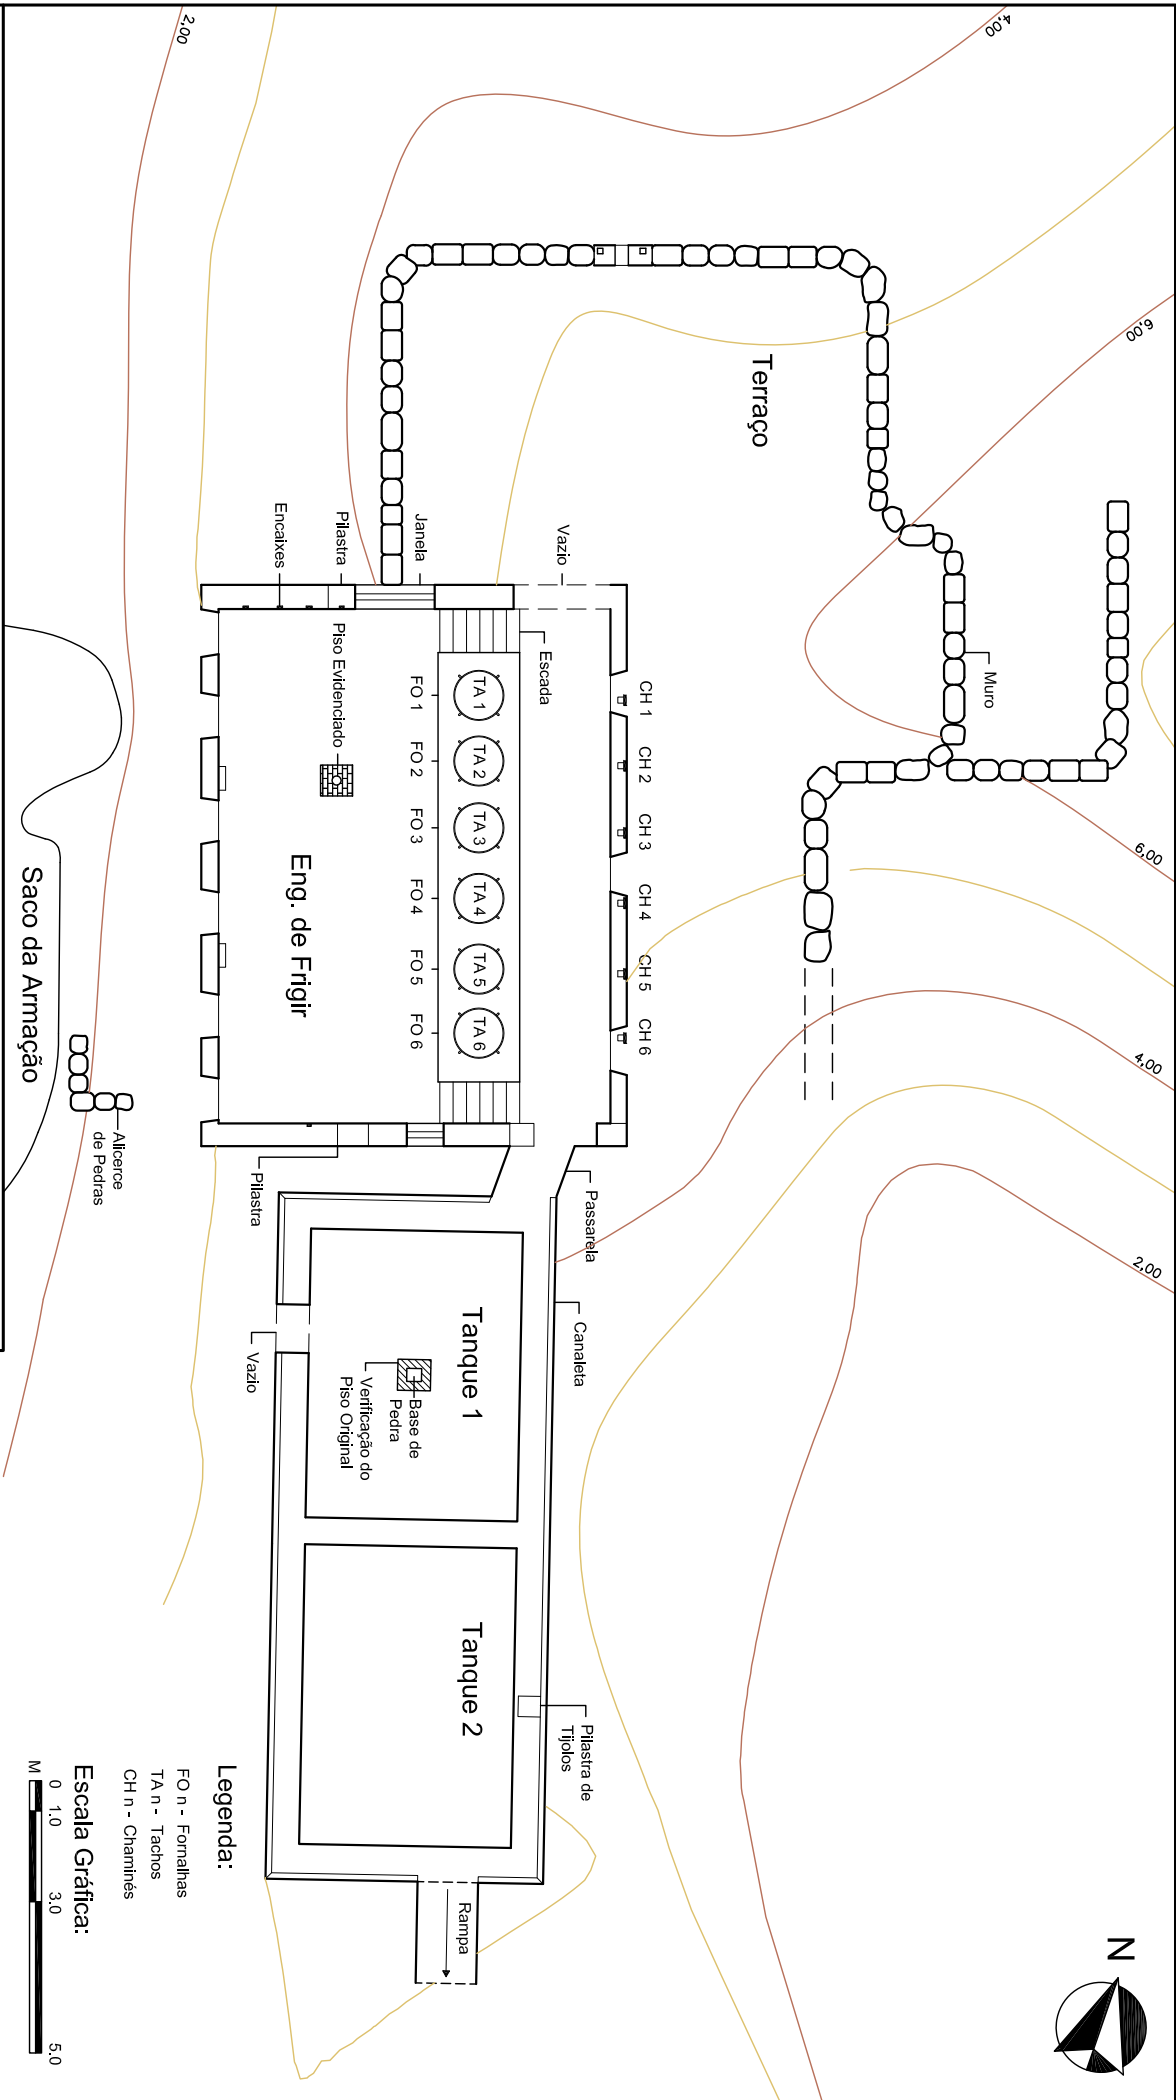 2,00
4,00
6,00
Terraço
Muro
6,00
4,00
2,00
Encaixes
Pilastra
Janela
Vazio
Escada
Piso Evidenciado
CH 1
CH 2
CH 3
CH 4
CH 5
CH 6
TA 1
TA 2
TA 3
TA 4
TA 5
TA 6
FO 1
FO 2
FO 3
FO 4
FO 5
FO 6
Eng. de Frigir
Saco da Armação
Alicerce
de Pedras
Pilastra
Passarela
Canaleta
Vazio
Tanque 1
Base de
Pedra
Verificação do
Piso Original
Tanque 2
Pilastra de
Tijolos
Rampa
Legenda:
FO n - Fornalhas
TA n - Tachos
CH n - Chaminés
Escala Gráfica:
0 1.0 3.0 5.0
M
N